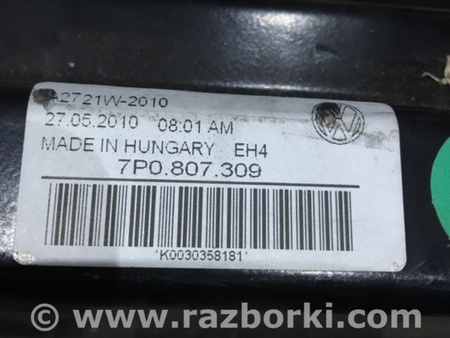 A2721W-2010
27.05.2010 08:01 AM
MADE IN HUNGARY EH4
7P0.807.309
*K0030358181*
© www.razborki.com